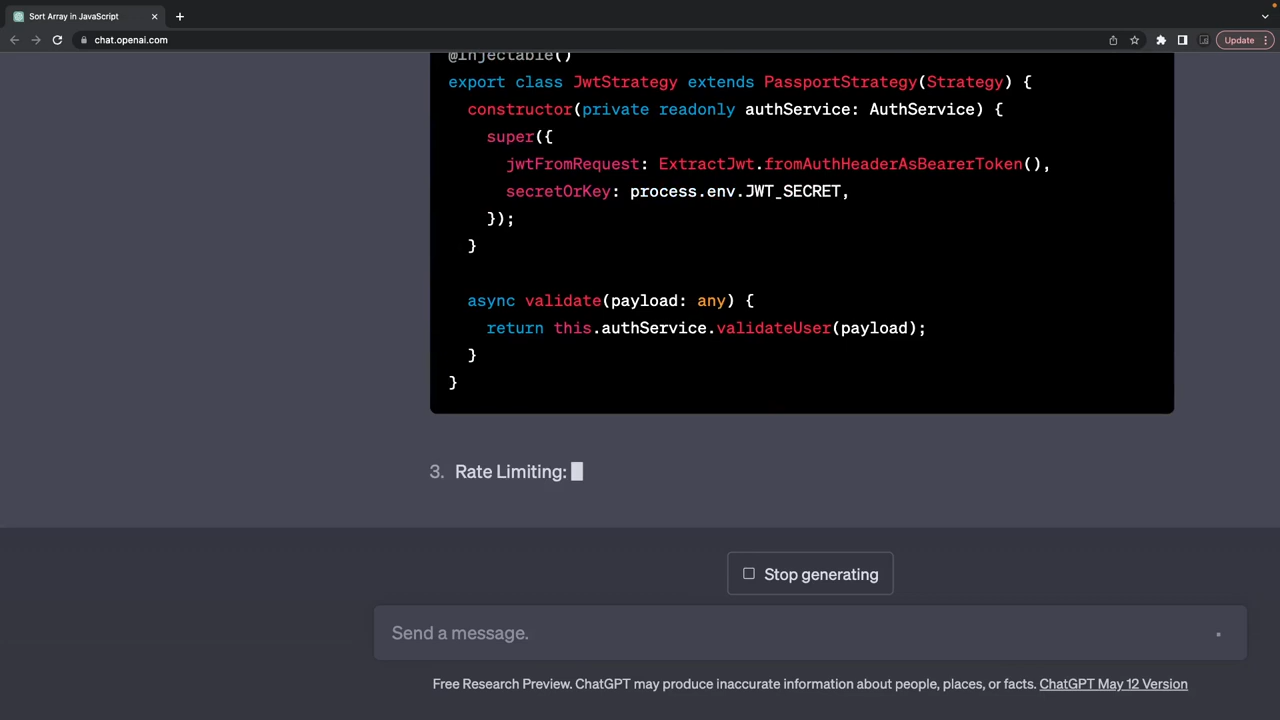 Sort Array in JavaScript
chat.openai.com
Update
@Injectable()
export class JwtStrategy extends PassportStrategy(Strategy) {
constructor(private readonly authService: AuthService) {
super({
jwtFromRequest: ExtractJwt.fromAuthHeaderAsBearerToken(),
secretOrKey: process.env.JWT_SECRET,
});
}
async validate(payload: any) {
return this.authService.validateUser(payload);
}
}
3. Rate Limiting:
Stop generating
Send a message.
Free Research Preview. ChatGPT may produce inaccurate information about people, places, or facts. ChatGPT May 12 Version